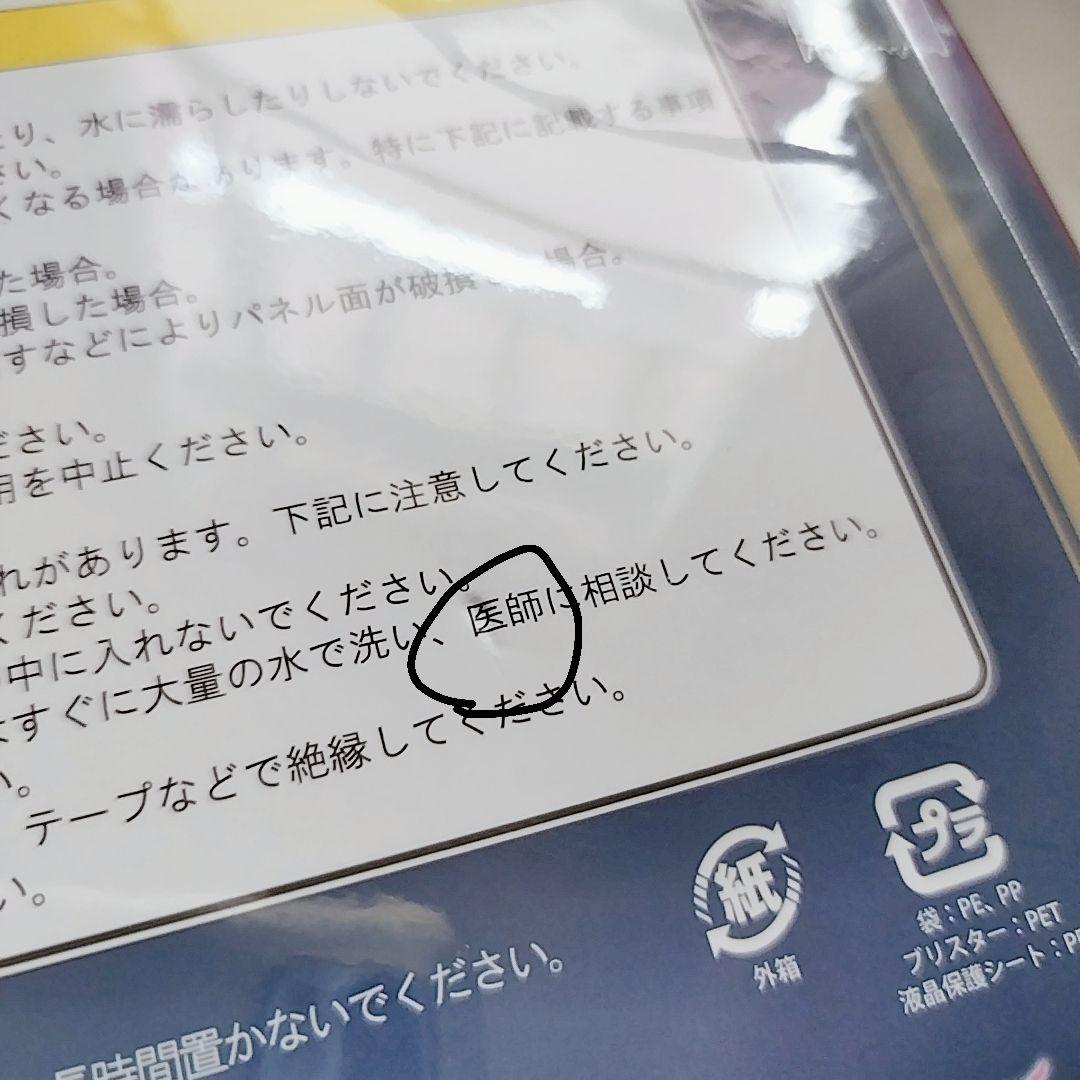 たり、水に濡らしたりしないでください。
さい。
くなる場合があります。特に下記に記載する事項
た場合。
損した場合。
すなどによりパネル面が破損 場合。
ださい。
用を中止ください。
れがあります。下記に注意してください。
ください。
中に入れないでください。
すぐに大量の水で洗い、医師に相談してください。
い。
テープなどで絶縁してください。
い。
長時間置かないでください。
紙
外箱
プラ
袋：PE、PP
ブリスター：PET
液晶保護シート：P